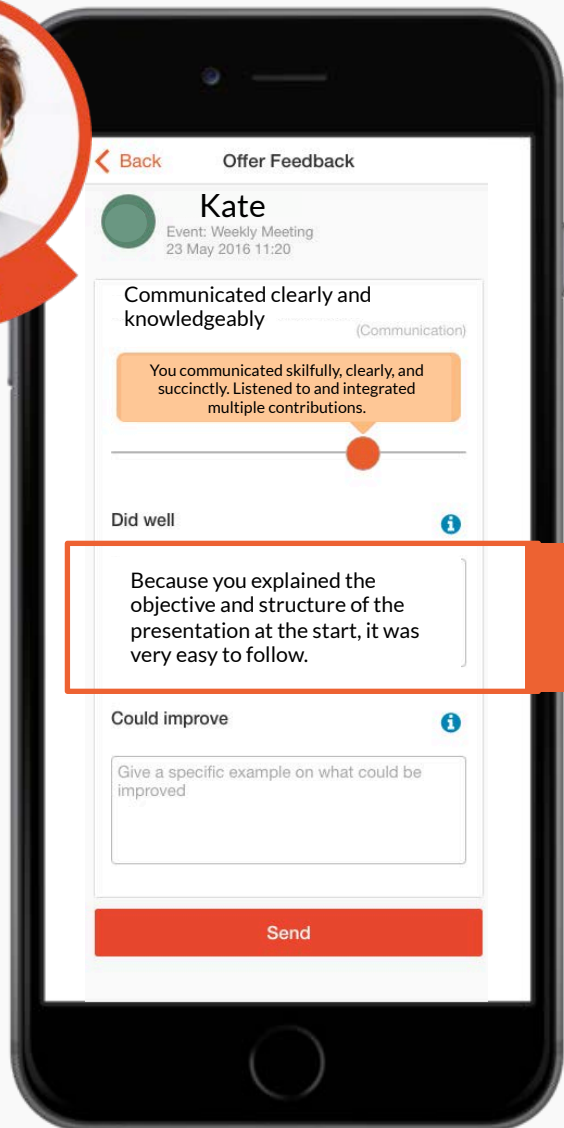 Back
Offer Feedback
Kate
Event: Weekly Meeting
23 May 2016 11:20
Communicated clearly and
knowledgeably
(Communication)
You communicated skilfully, clearly, and
succinctly. Listened to and integrated
multiple contributions.
Did well
Because you explained the
objective and structure of the
presentation at the start, it was
very easy to follow.
Could improve
Give a specific example on what could be
improved
Send